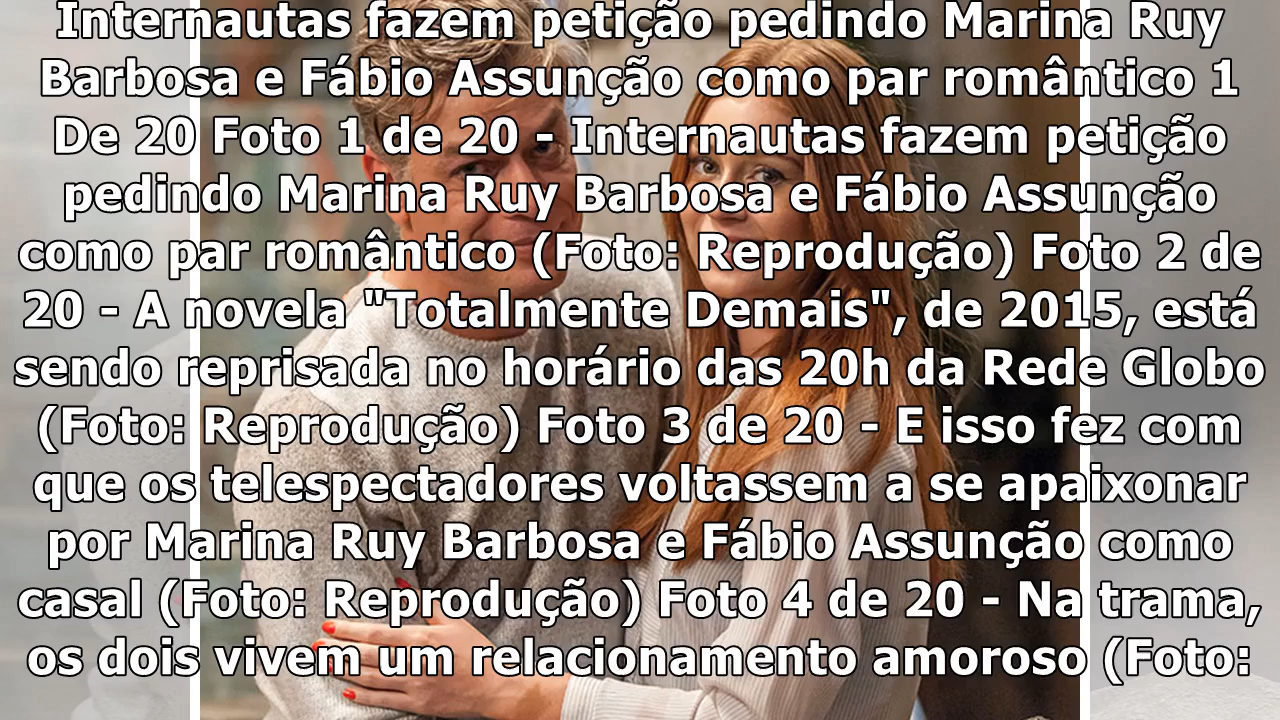 Internautas fazem petição pedindo Marina Ruy
Barbosa e Fábio Assunção como par romântico 1
De 20 Foto 1 de 20 - Internautas fazem petição
pedindo Marina Ruy Barbosa e Fábio Assunção
como par romântico (Foto: Reprodução) Foto 2 de
20 - A novela "Totalmente Demais", de 2015, está
sendo reprisada no horário das 20h da Rede Globo
(Foto: Reprodução) Foto 3 de 20 - E isso fez com
que os telespectadores voltassem a se apaixonar
por Marina Ruy Barbosa e Fábio Assunção como
casal (Foto: Reprodução) Foto 4 de 20 - Na trama,
os dois vivem um relacionamento amoroso (Foto: